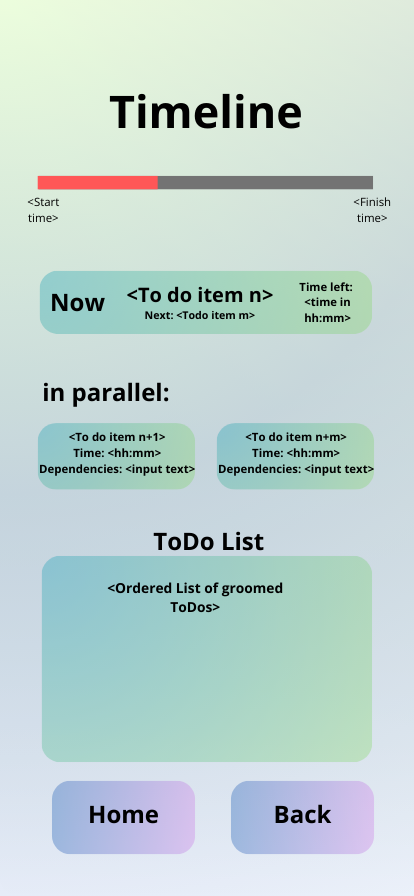 Timeline
<Start
time>
<Finish
time>
Now
<To do item n>
Next: <Todo item m>
Time left:
<time in
hh:mm>
in parallel:
<To do item n+1>
Time: <hh:mm>
Dependencies: <input text>
<To do item n+m>
Time: <hh:mm>
Dependencies: <input text>
ToDo List
<Ordered List of groomed
ToDos>
Home
Back